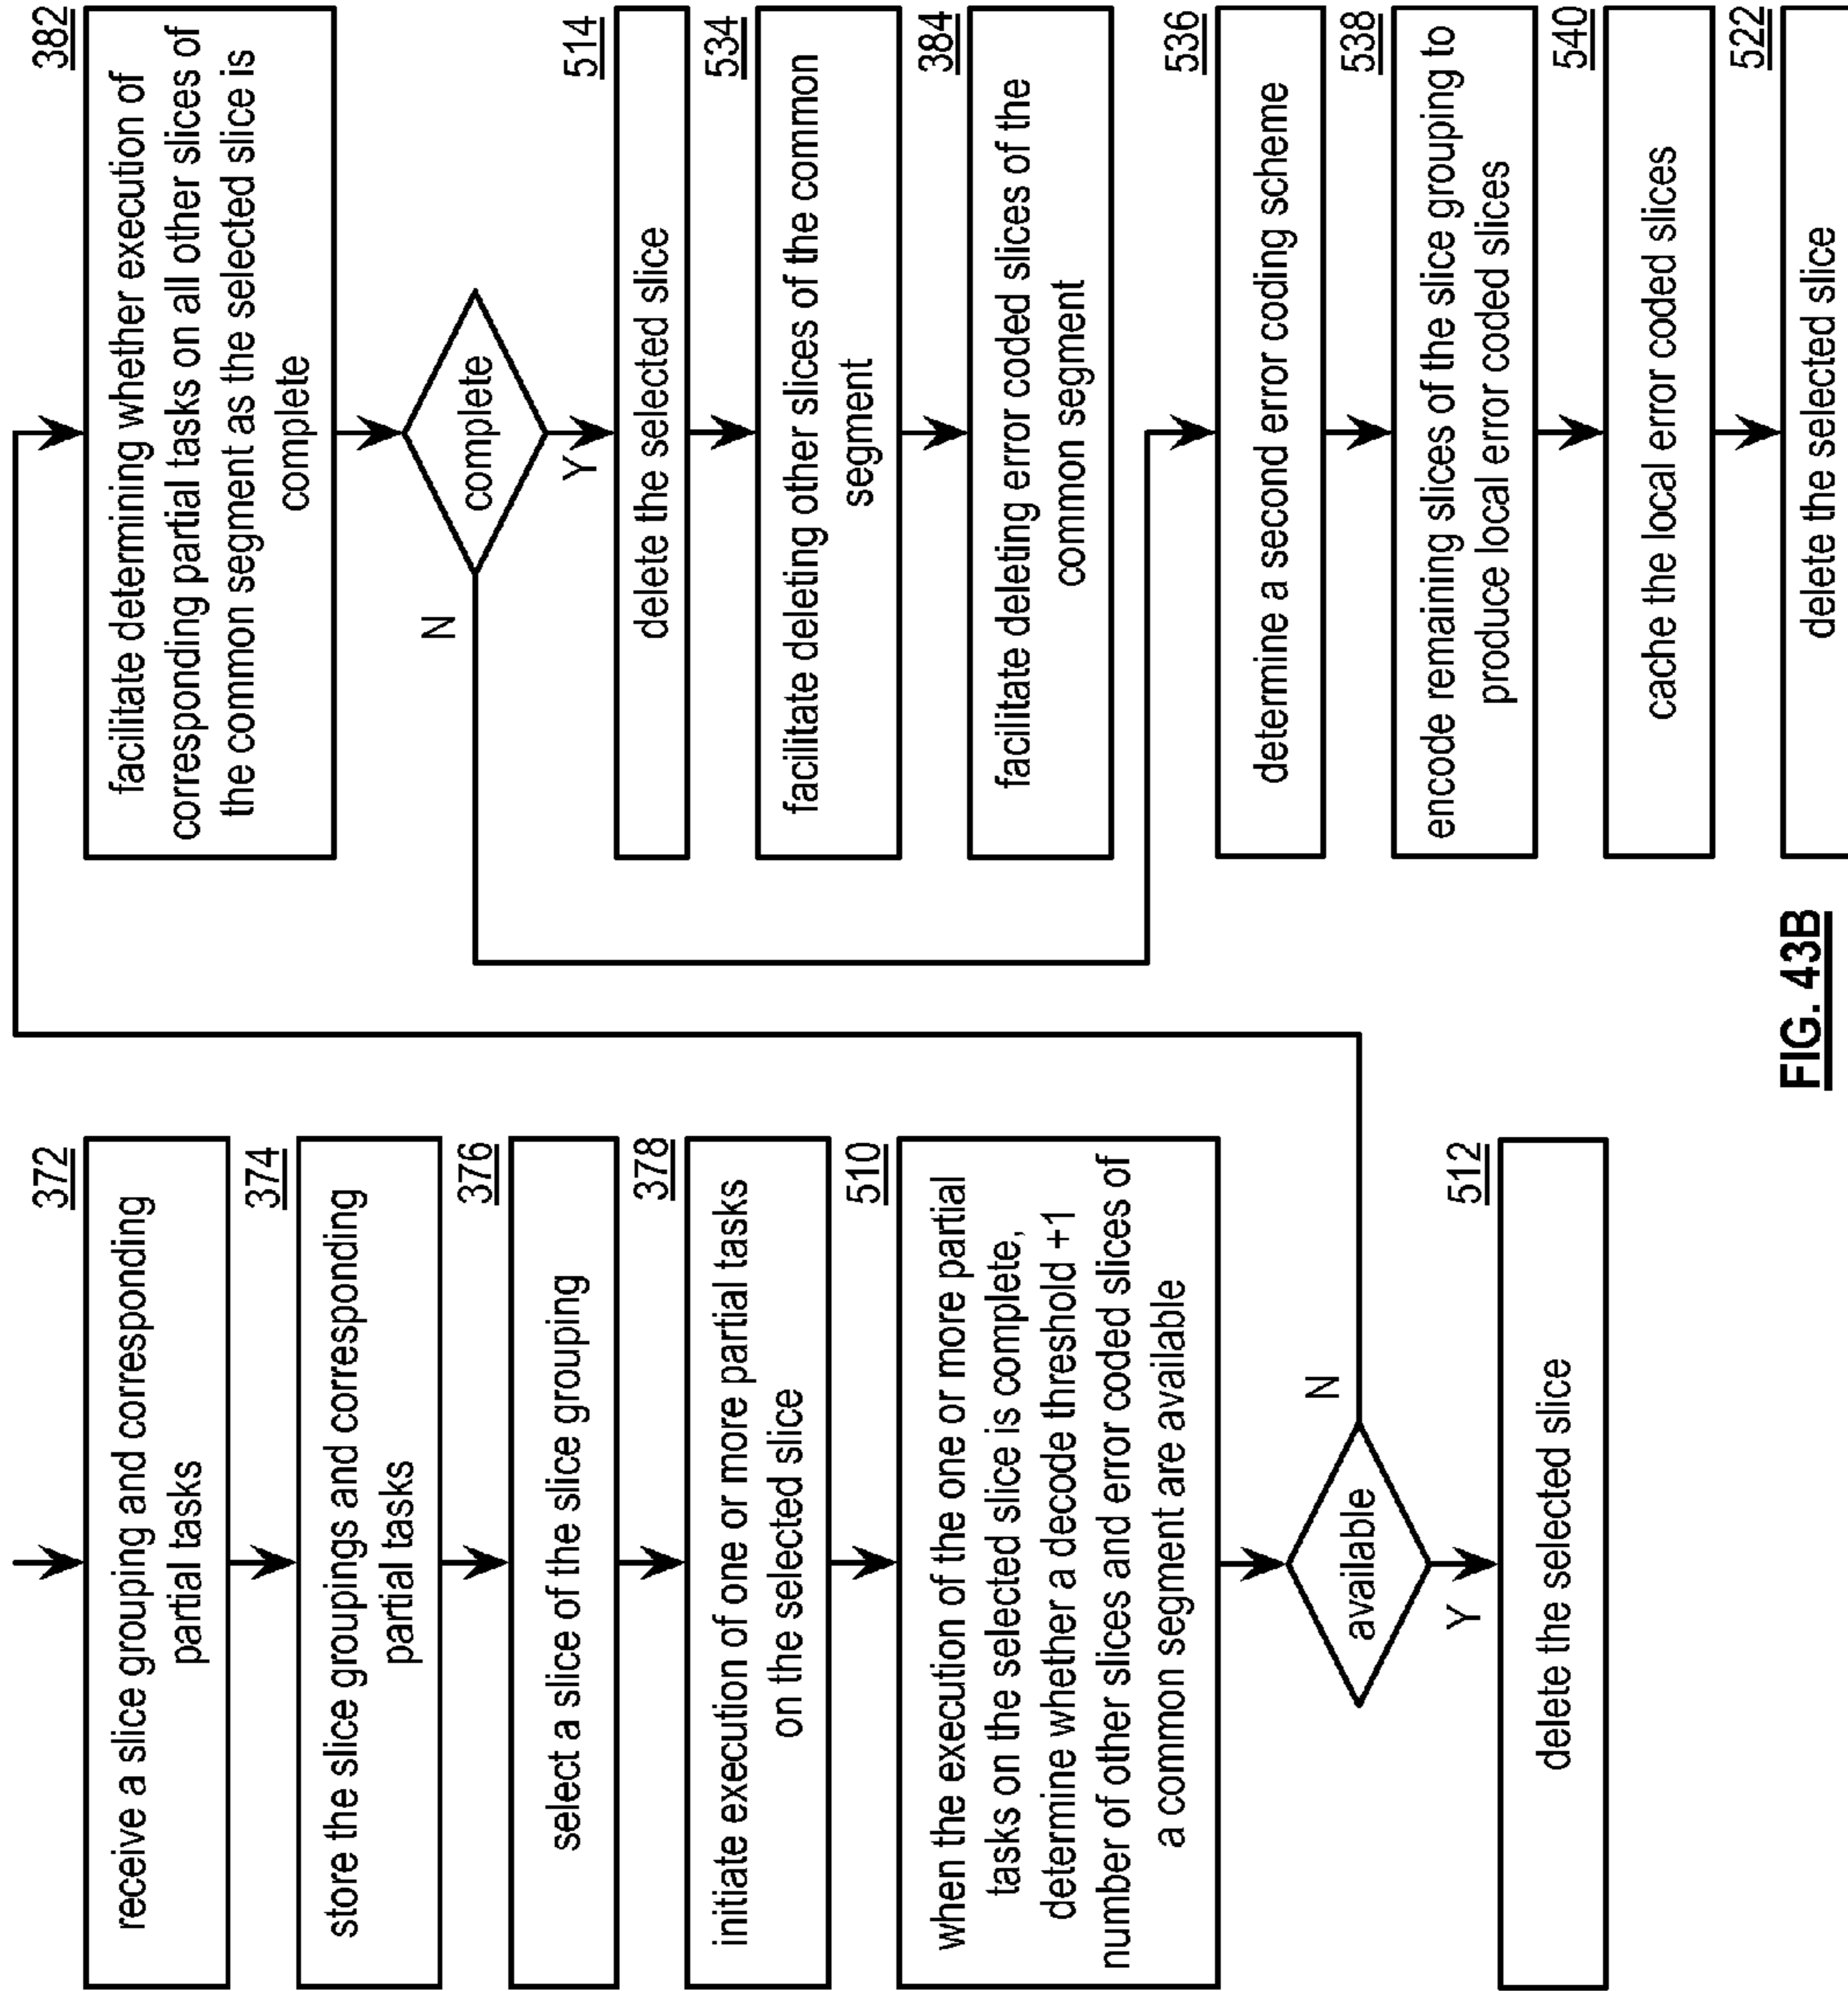 372
receive a slice grouping and corresponding
partial tasks
374
store the slice groupings and corresponding
partial tasks
376
select a slice of the slice grouping
378
initiate execution of one or more partial tasks
on the selected slice
510
when the execution of the one or more partial
tasks on the selected slice is complete,
determine whether a decode threshold +1
number of other slices and error coded slices of
a common segment are available
available
N
Y
512
delete the selected slice
382
facilitate determining whether execution of
corresponding partial tasks on all other slices of
the common segment as the selected slice is
complete
complete
N
Y
514
delete the selected slice
534
facilitate deleting other slices of the common
segment
384
facilitate deleting error coded slices of the
common segment
536
determine a second error coding scheme
538
encode remaining slices of the slice grouping to
produce local error coded slices
540
cache the local error coded slices
522
delete the selected slice
FIG. 43B